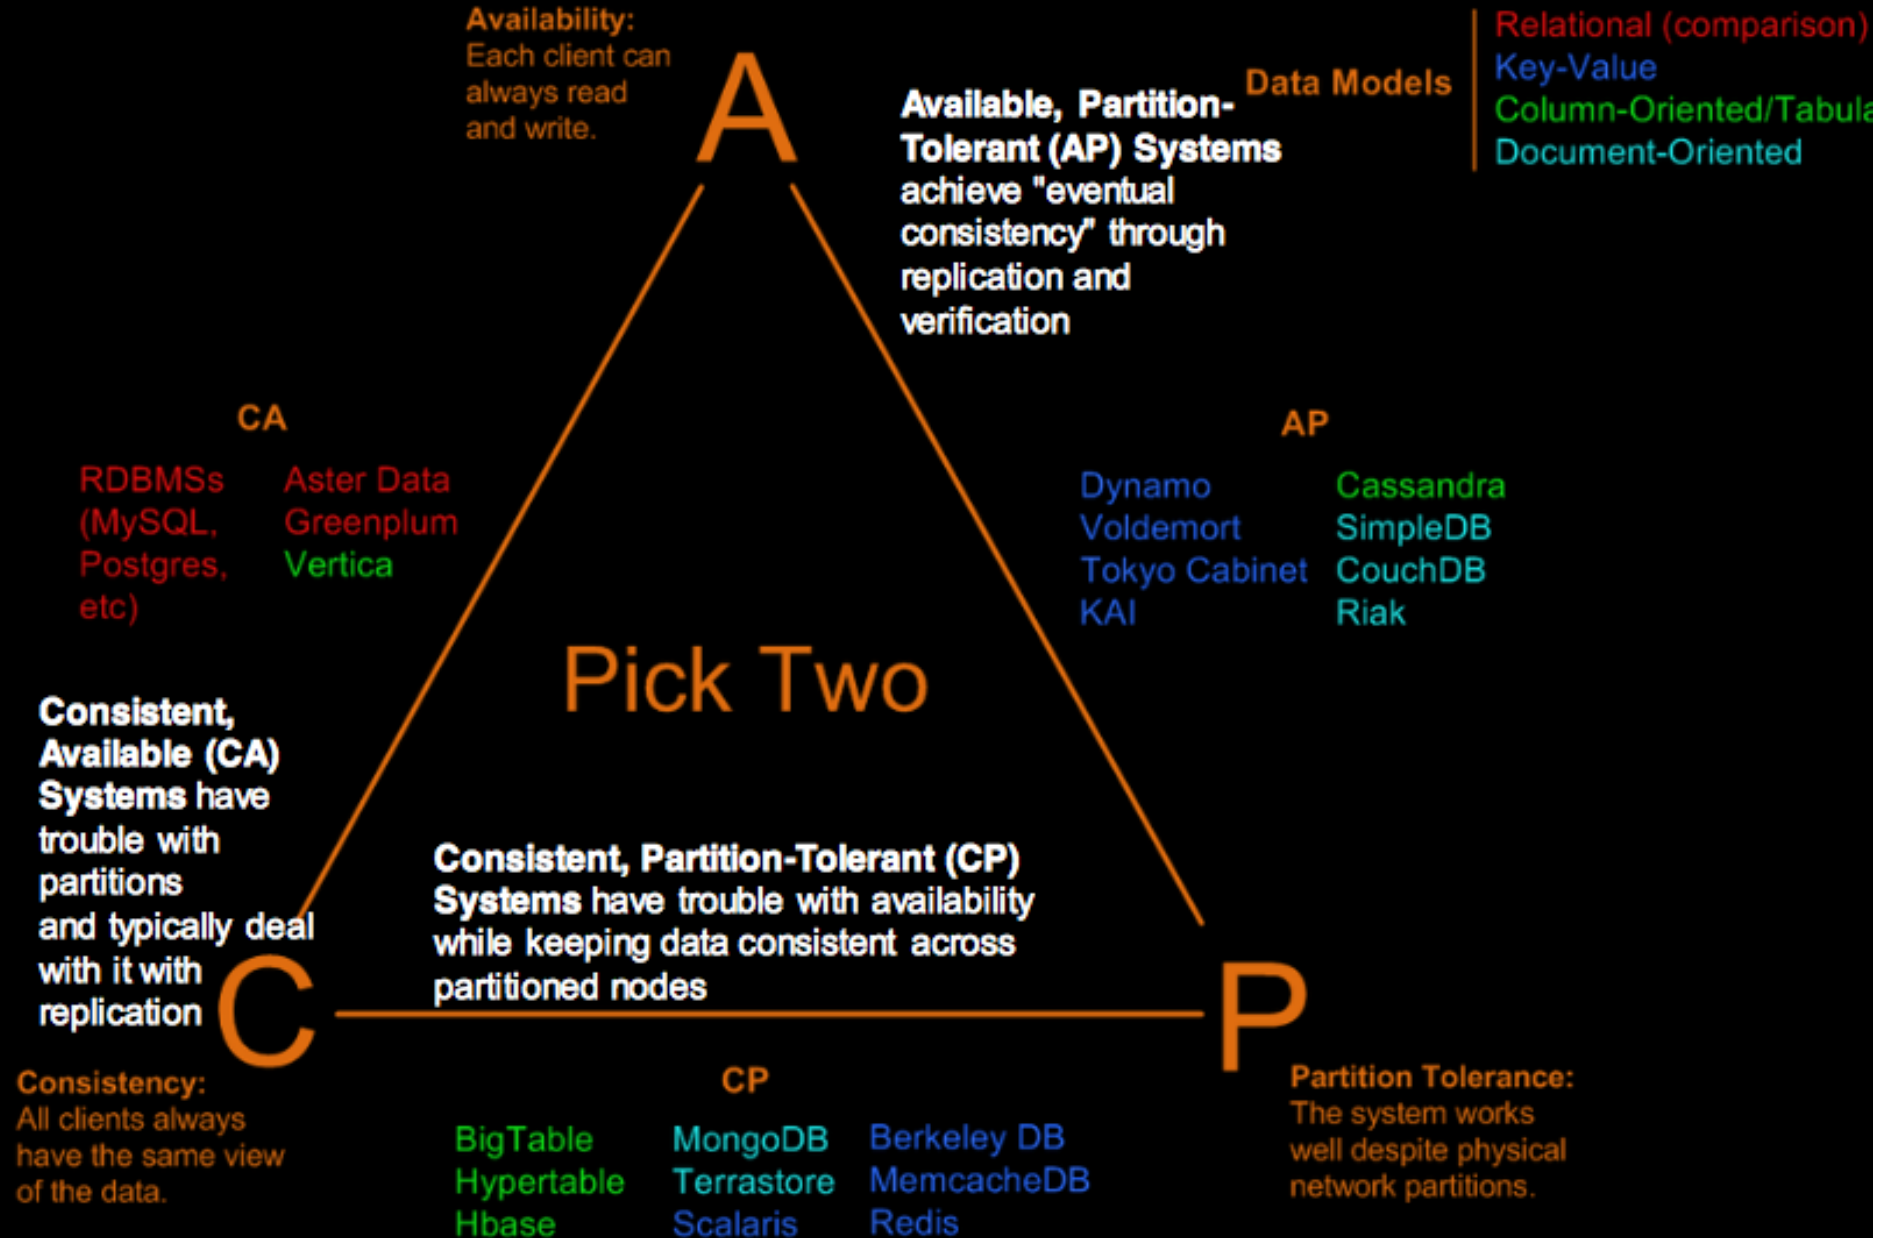 Availability:
Each client can
always read
and write.
A
Available, Partition-
Tolerant (AP) Systems
achieve "eventual
consistency" through
replication and
verification
Data Models
Relational (comparison)
Key-Value
Column-Oriented/Tabula
Document-Oriented
CA
RDBMSs
(MySQL,
Postgres,
etc)
Aster Data
Greenplum
Vertica
AP
Dynamo
Voldemort
Tokyo Cabinet
KAI
Cassandra
SimpleDB
CouchDB
Riak
Pick Two
Consistent,
Available (CA)
Systems have
trouble with
partitions
and typically deal
with it with
replication
Consistent, Partition-Tolerant (CP)
Systems have trouble with availability
while keeping data consistent across
partitioned nodes
C
P
Consistency:
All clients always
have the same view
of the data.
CP
BigTable
Hypertable
Hbase
MongoDB
Terrastore
Scalaris
Berkeley DB
MemcacheDB
Redis
Partition Tolerance:
The system works
well despite physical
network partitions.